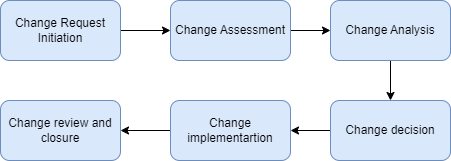 Change Request
Initiation
Change Assessment
Change Analysis
Change decision
Change
implementartion
Change review and
closure